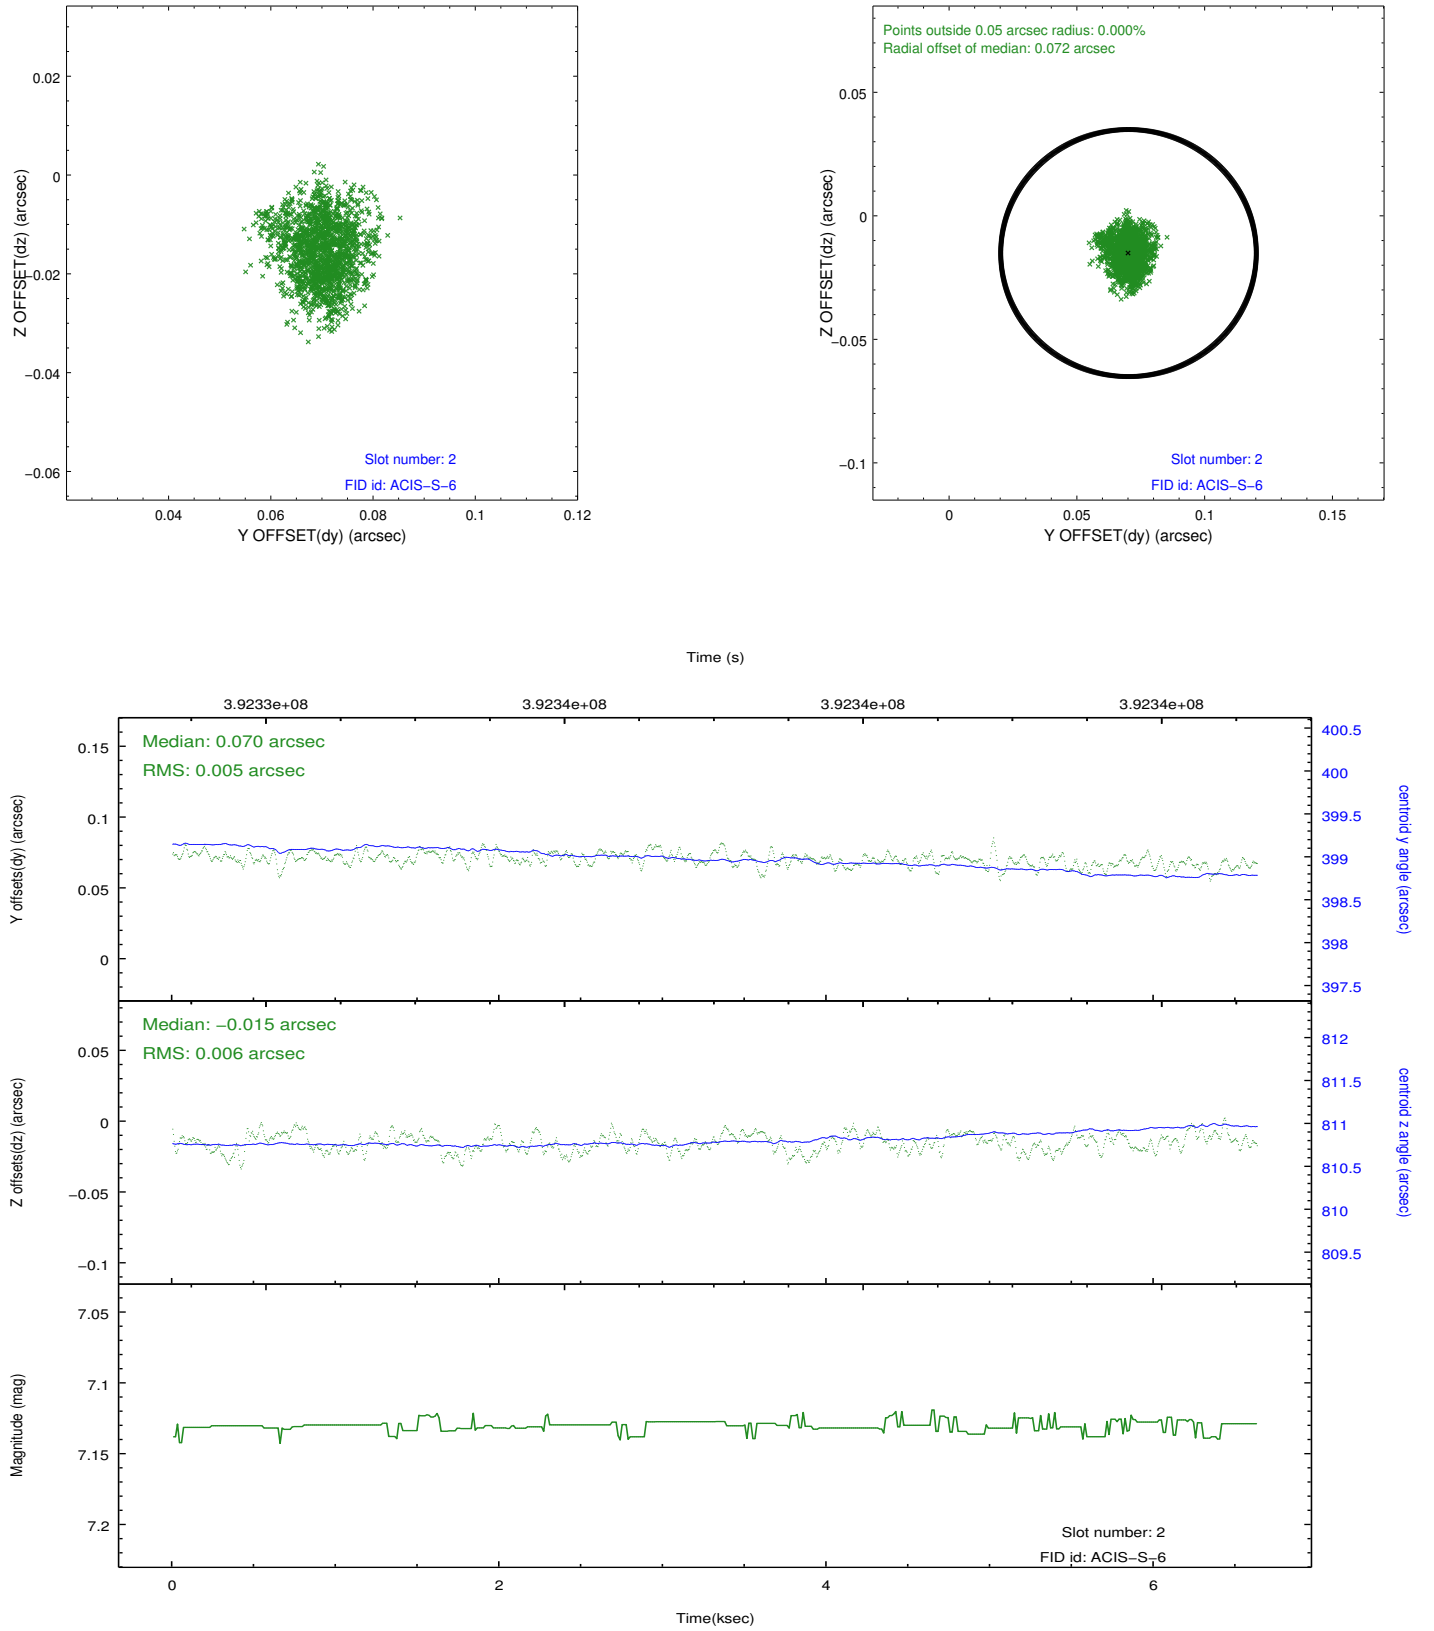 0.02
0
−0.02
−0.04
−0.06
Z OFFSET(dz) (arcsec)
Slot number: 2
FID id: ACIS−S−6
0.04 0.06 0.08 0.1 0.12
Y OFFSET(dy) (arcsec)
Points outside 0.05 arcsec radius: 0.000%
Radial offset of median: 0.072 arcsec
0.05
0
−0.05
−0.1
Z OFFSET(dz) (arcsec)
Slot number: 2
FID id: ACIS−S−6
0 0.05 0.1 0.15
Y OFFSET(dy) (arcsec)
Time (s)
3.9233e+08 3.9234e+08 3.9234e+08 3.9234e+08
Median: 0.070 arcsec
RMS: 0.005 arcsec
0.15
0.1
0.05
0
Y offsets(dy) (arcsec)
400.5
400
399.5
399
398.5
398
397.5
centroid y angle (arcsec)
Median: −0.015 arcsec
RMS: 0.006 arcsec
0.05
0
−0.05
−0.1
Z offsets(dz) (arcsec)
812
811.5
811
810.5
810
809.5
centroid z angle (arcsec)
7.05
7.1
7.15
7.2
Magnitude (mag)
Slot number: 2
FID id: ACIS−S−6
0 2 4 6
Time(ksec)